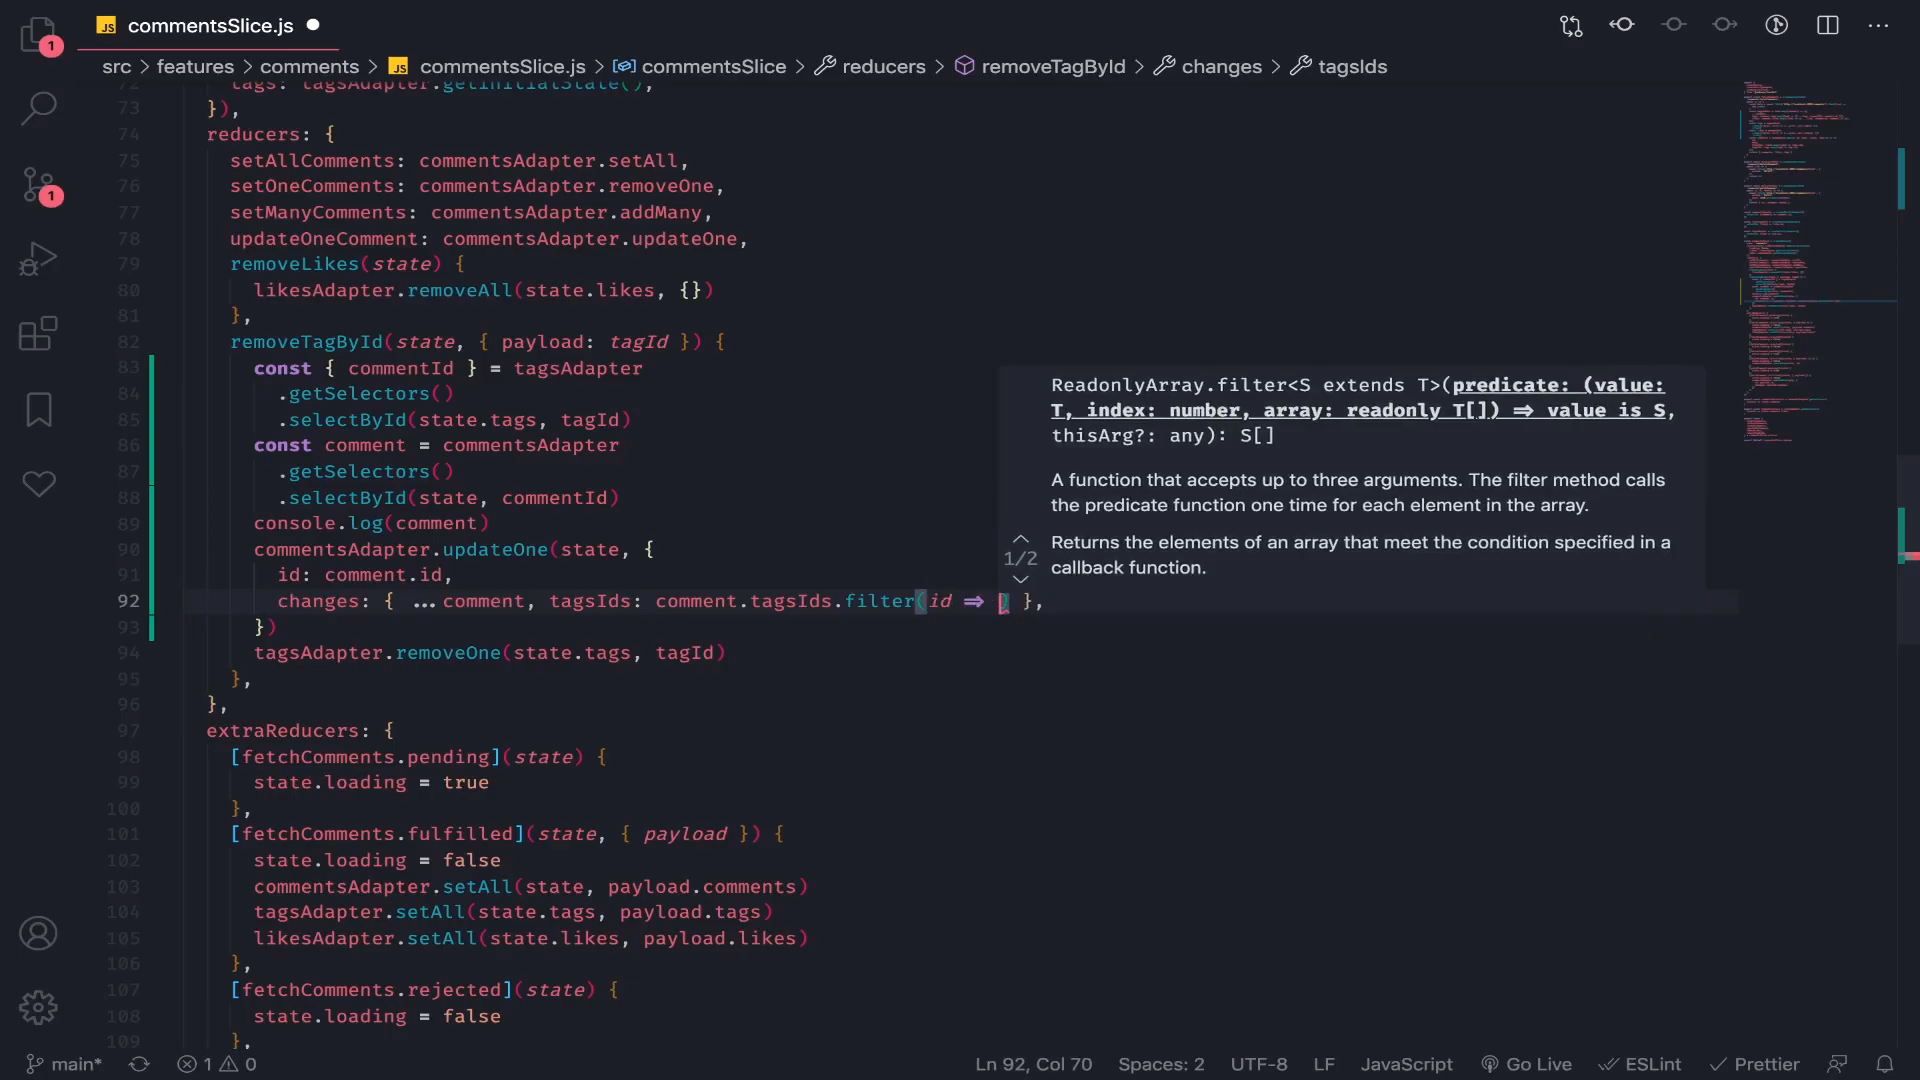 JS commentsSlice.js
1
src > features > comments > JS commentsSlice.js > commentsSlice > reducers > removeTagById > changes > tagsIds
72 tags: tagsAdapter.getInitialState(),
73 }),
74 reducers: {
75 setAllComments: commentsAdapter.setAll,
76 setOneComments: commentsAdapter.removeOne,
1
77 setManyComments: commentsAdapter.addMany,
78 updateOneComment: commentsAdapter.updateOne,
79 removeLikes(state) {
80 likesAdapter.removeAll(state.likes, {})
81 },
82 removeTagById(state, { payload: tagId }) {
83 const { commentId } = tagsAdapter
84 .getSelectors()
85 .selectById(state.tags, tagId)
86 const comment = commentsAdapter
87 .getSelectors()
88 .selectById(state, commentId)
89 console.log(comment)
90 commentsAdapter.updateOne(state, {
91 id: comment.id,
92 changes: { ...comment, tagsIds: comment.tagsIds.filter(id => ) },
93 })
94 tagsAdapter.removeOne(state.tags, tagId)
95 },
96 },
97 extraReducers: {
98 [fetchComments.pending](state) {
99 state.loading = true
100 },
101 [fetchComments.fulfilled](state, { payload }) {
102 state.loading = false
103 commentsAdapter.setAll(state, payload.comments)
104 tagsAdapter.setAll(state.tags, payload.tags)
105 likesAdapter.setAll(state.likes, payload.likes)
106 },
107 [fetchComments.rejected](state) {
108 state.loading = false
109 },
ReadonlyArray.filter<S extends T>(predicate: (value:
T, index: number, array: readonly T[]) => value is S,
thisArg?: any): S[]
A function that accepts up to three arguments. The filter method calls
the predicate function one time for each element in the array.
1/2
Returns the elements of an array that meet the condition specified in a
callback function.
main* 1 0 Ln 92, Col 70 Spaces: 2 UTF-8 LF JavaScript Go Live ESLint Prettier